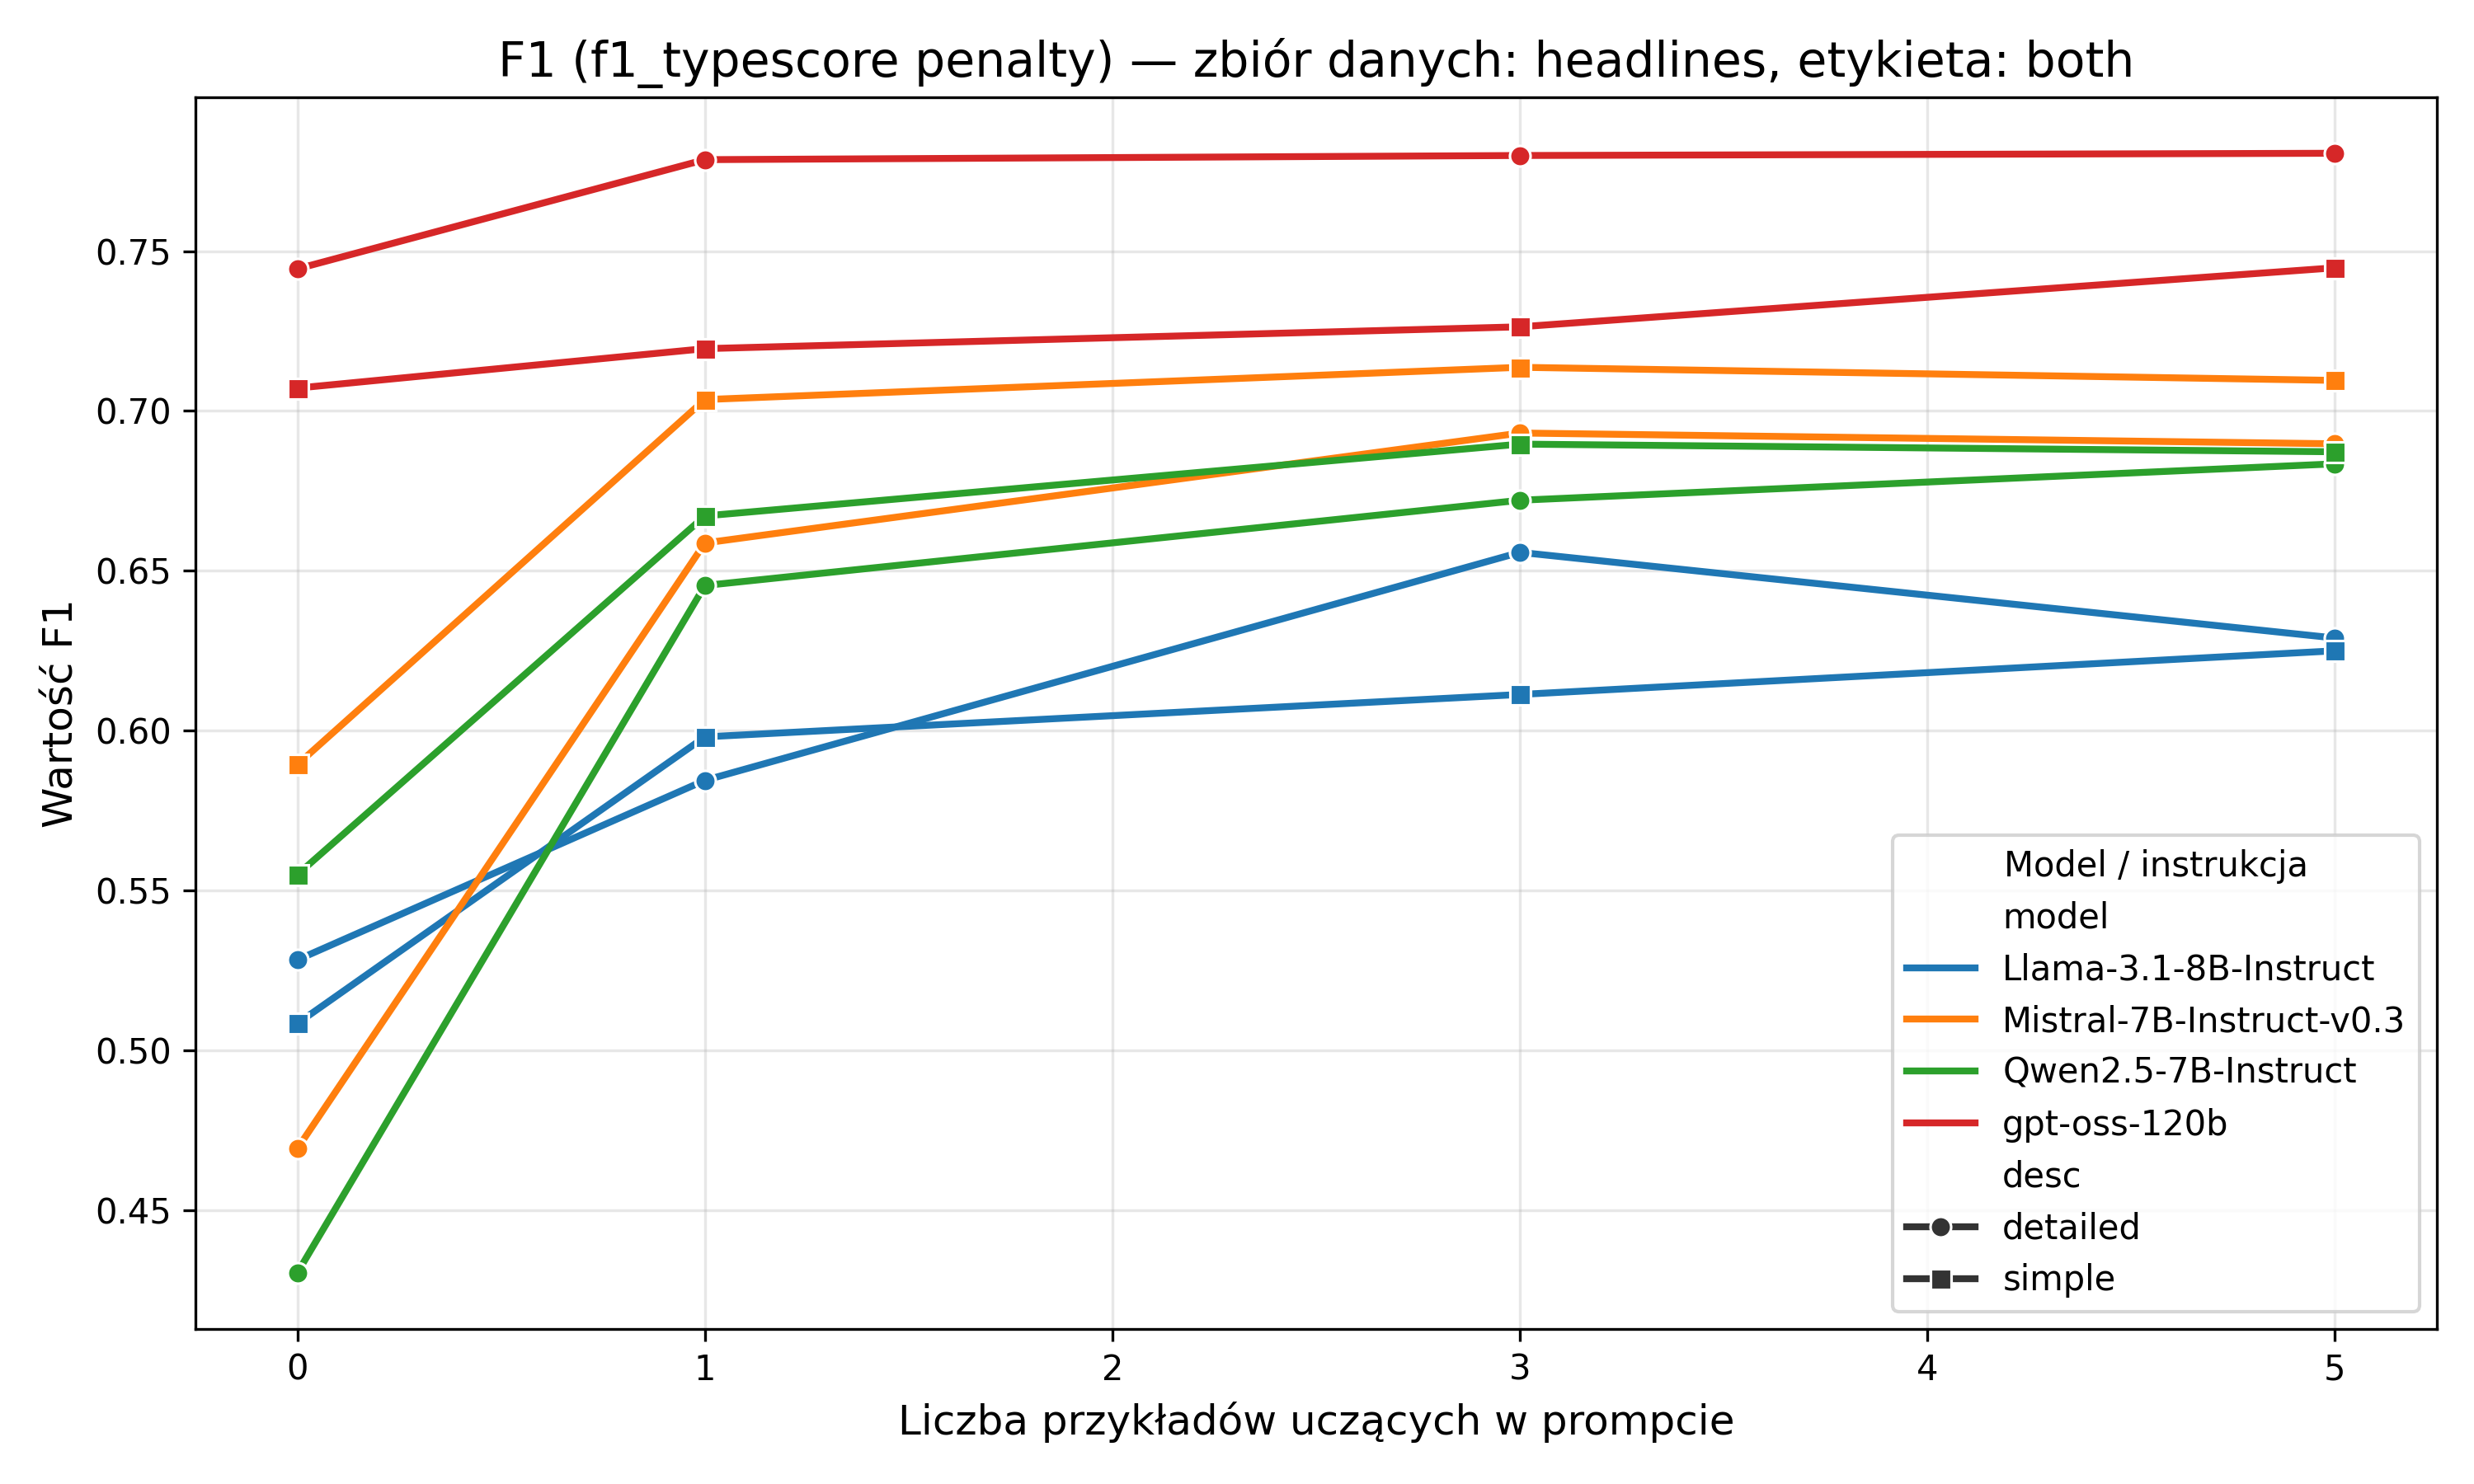 F1 (f1_typescore penalty) — zbiór danych: headlines, etykieta: both
Wartość F1
0.75
0.70
0.65
0.60
0.55
0.50
0.45
0
1
2
3
4
5
Liczba przykładów uczących w prompcie
Model / instrukcja
model
Llama-3.1-8B-Instruct
Mistral-7B-Instruct-v0.3
Qwen2.5-7B-Instruct
gpt-oss-120b
desc
detailed
simple